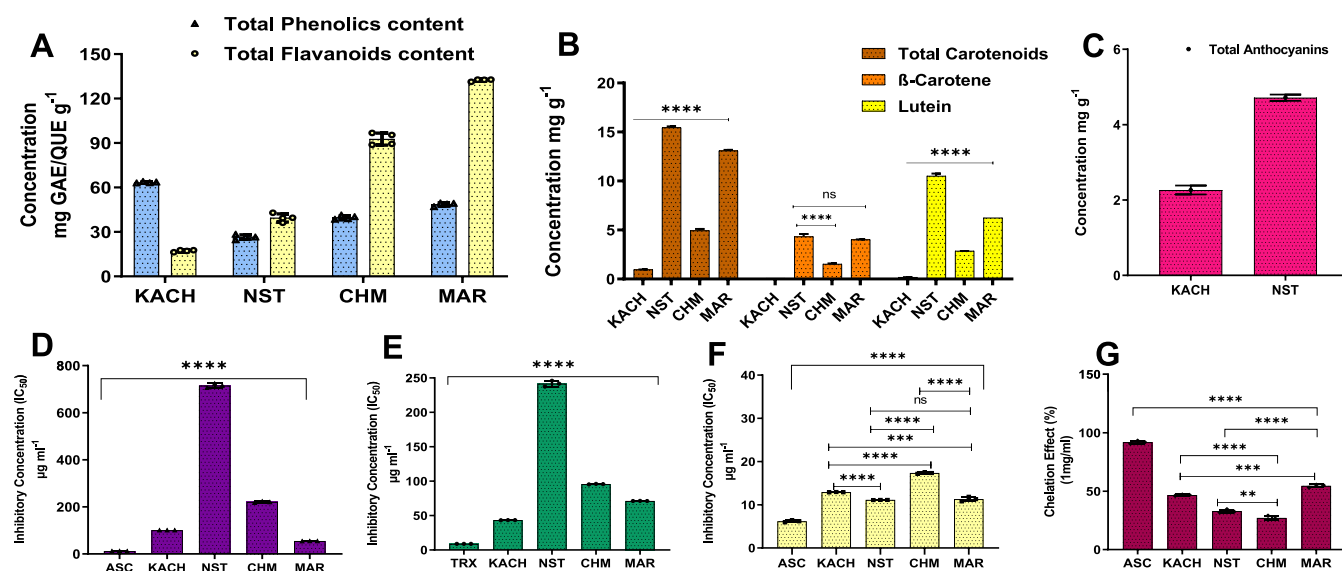 A
Total Phenolics content
Total Flavanoids content
Concentration
mg GAE/QUE g⁻¹
150
120
90
60
30
0
KACH NST CHM MAR
B
Total Carotenoids
ß-Carotene
Lutein
Concentration mg g⁻¹
20
15
10
5
0
****
ns
****
****
KACH NST CHM MAR KACH NST CHM MAR KACH NST CHM MAR
C
Total Anthocyanins
Concentration mg g⁻¹
6
4
2
0
KACH NST
D
Inhibitory Concentration (IC₅₀)
µg ml⁻¹
800
600
400
200
0
****
ASC KACH NST CHM MAR
E
Inhibitory Concentration (IC₅₀)
µg ml⁻¹
250
200
150
100
50
0
****
TRX KACH NST CHM MAR
F
Inhibitory Concentration (IC₅₀)
µg ml⁻¹
40
30
20
10
0
****
****
ns
****
***
****
****
ASC KACH NST CHM MAR
G
Chelation Effect (%)
(1mg/ml)
150
100
50
0
****
****
****
***
**
ASC KACH NST CHM MAR